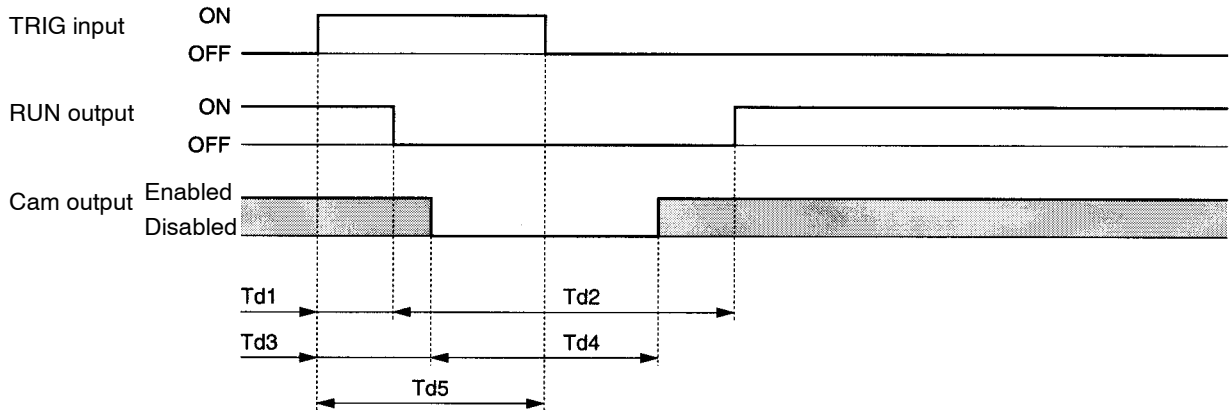 TRIG input
ON
OFF
RUN output
ON
OFF
Cam output
Enabled
Disabled
Td1
Td2
Td3
Td4
Td5